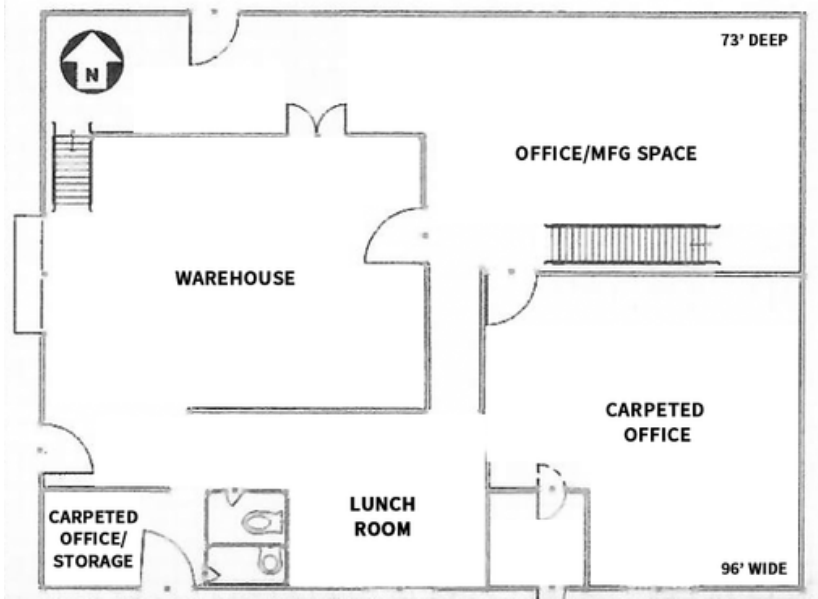 73' DEEP
N
OFFICE/MFG SPACE
WAREHOUSE
CARPETED
OFFICE
LUNCH
ROOM
CARPETED
OFFICE/
STORAGE
96' WIDE